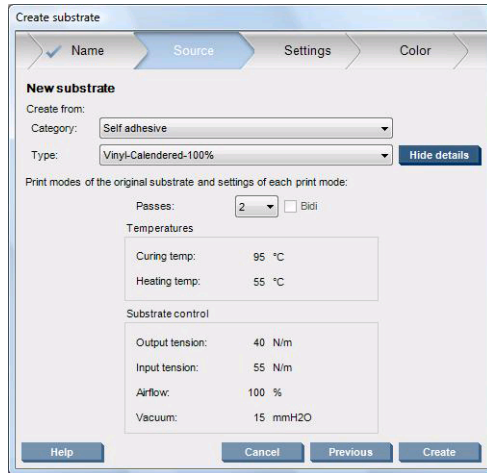 Create substrate
Name Source Settings Color
New substrate
Create from:
Category: Self adhesive
Type: Vinyl-Calendered-100% Hide details
Print modes of the original substrate and settings of each print mode:
Passes: 2 Bidi
Temperatures
Curing temp: 95 °C
Heating temp: 55 °C
Substrate control
Output tension: 40 N/m
Input tension: 55 N/m
Airflow: 100 %
Vacuum: 15 mmH2O
Help Cancel Previous Create